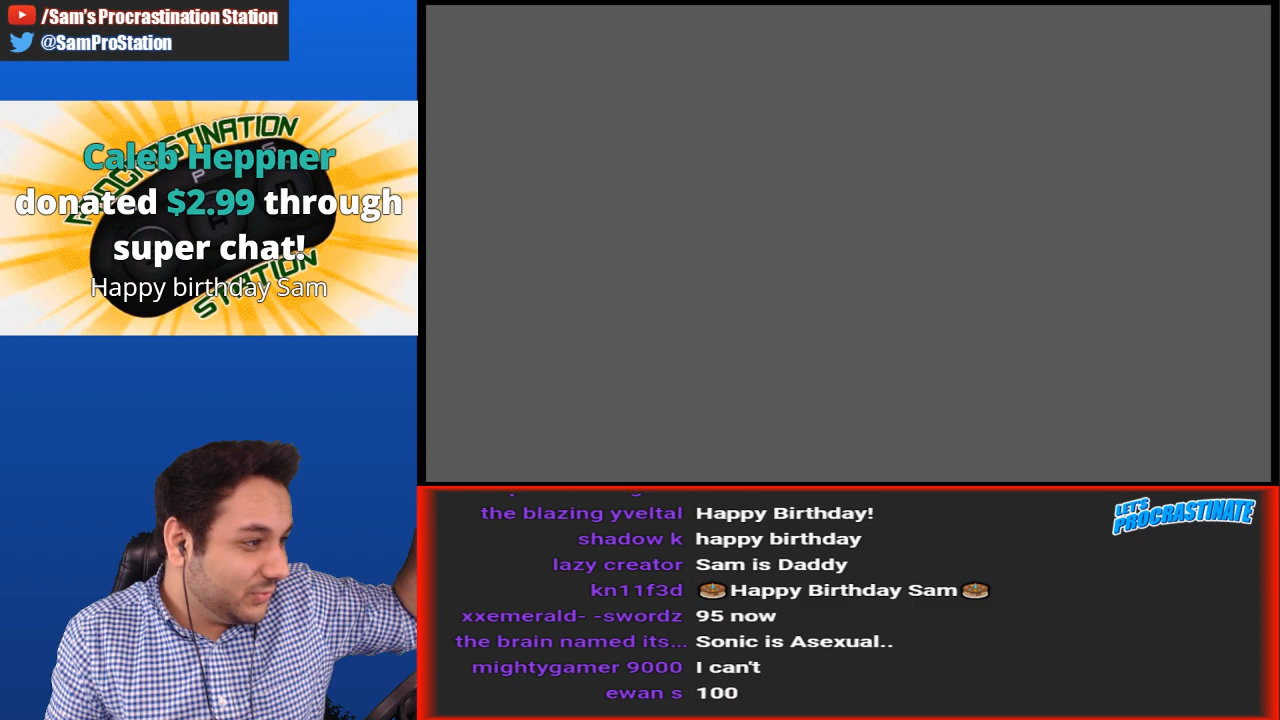 /Sam's Procrastination Station
@SamProStation
PROCRASTINATION
Caleb Heppner
donated $2.99 through
super chat!
Happy birthday Sam
STATION
LET'S
PROCRASTINATE
the blazing yveltal Happy Birthday!
shadow k happy birthday
lazy creator Sam is Daddy
kn11f3d 🎂Happy Birthday Sam🎂
xxemerald- -swordz 95 now
the brain named its... Sonic is Asexual..
mightygamer 9000 I can't
ewan s 100